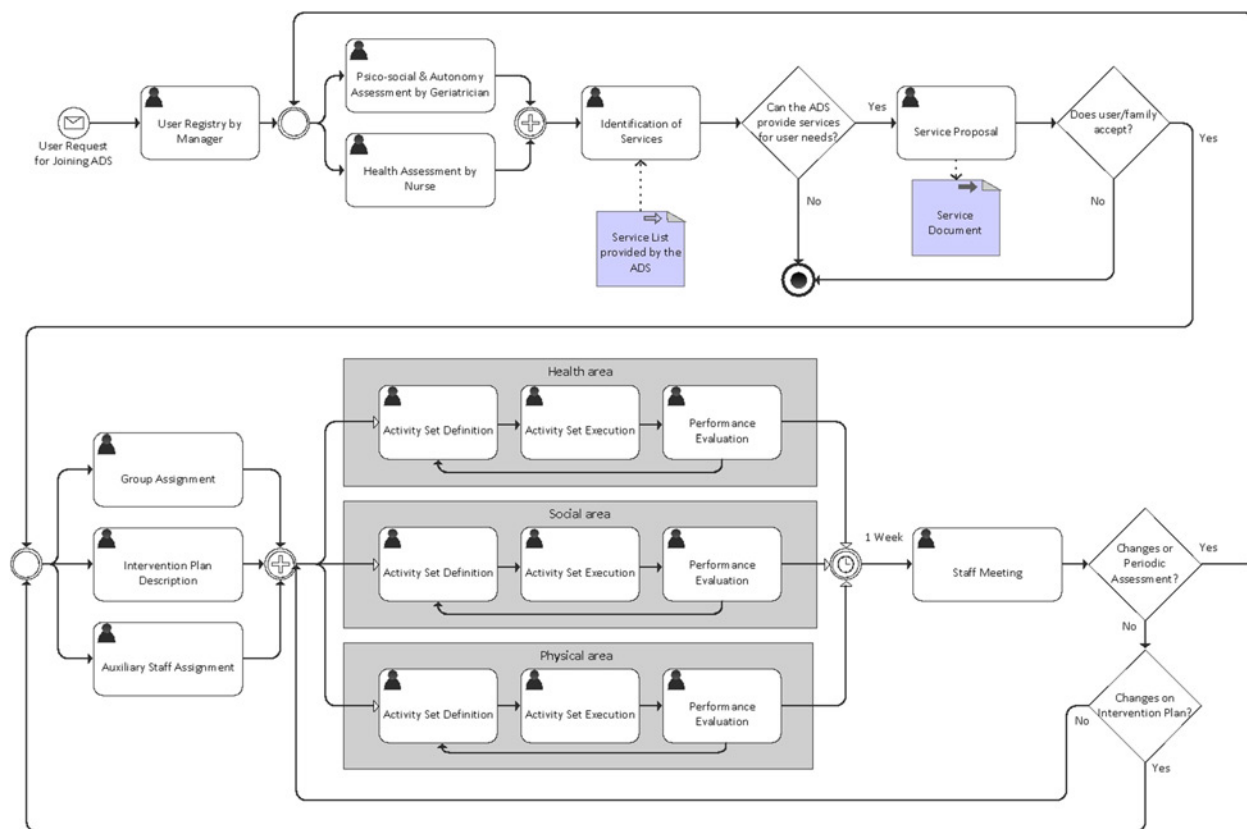 User Request
for Joining ADS
User Registry by
Manager
Psico-social & Autonomy
Assessment by Geriatrician
Health Assessment by
Nurse
Identification of
Services
Service List
provided by the
ADS
Can the ADS
provide services
for user needs?
Yes
No
Service Proposal
Service
Document
Does user/family
accept?
Yes
No
Group Assignment
Intervention Plan
Description
Auxiliary Staff Assignment
Health area
Activity Set Definition
Activity Set Execution
Performance
Evaluation
Social area
Activity Set Definition
Activity Set Execution
Performance
Evaluation
Physical area
Activity Set Definition
Activity Set Execution
Performance
Evaluation
1 Week
Staff Meeting
Changes or
Periodic
Assessment?
Yes
No
Changes on
Intervention Plan?
No
Yes